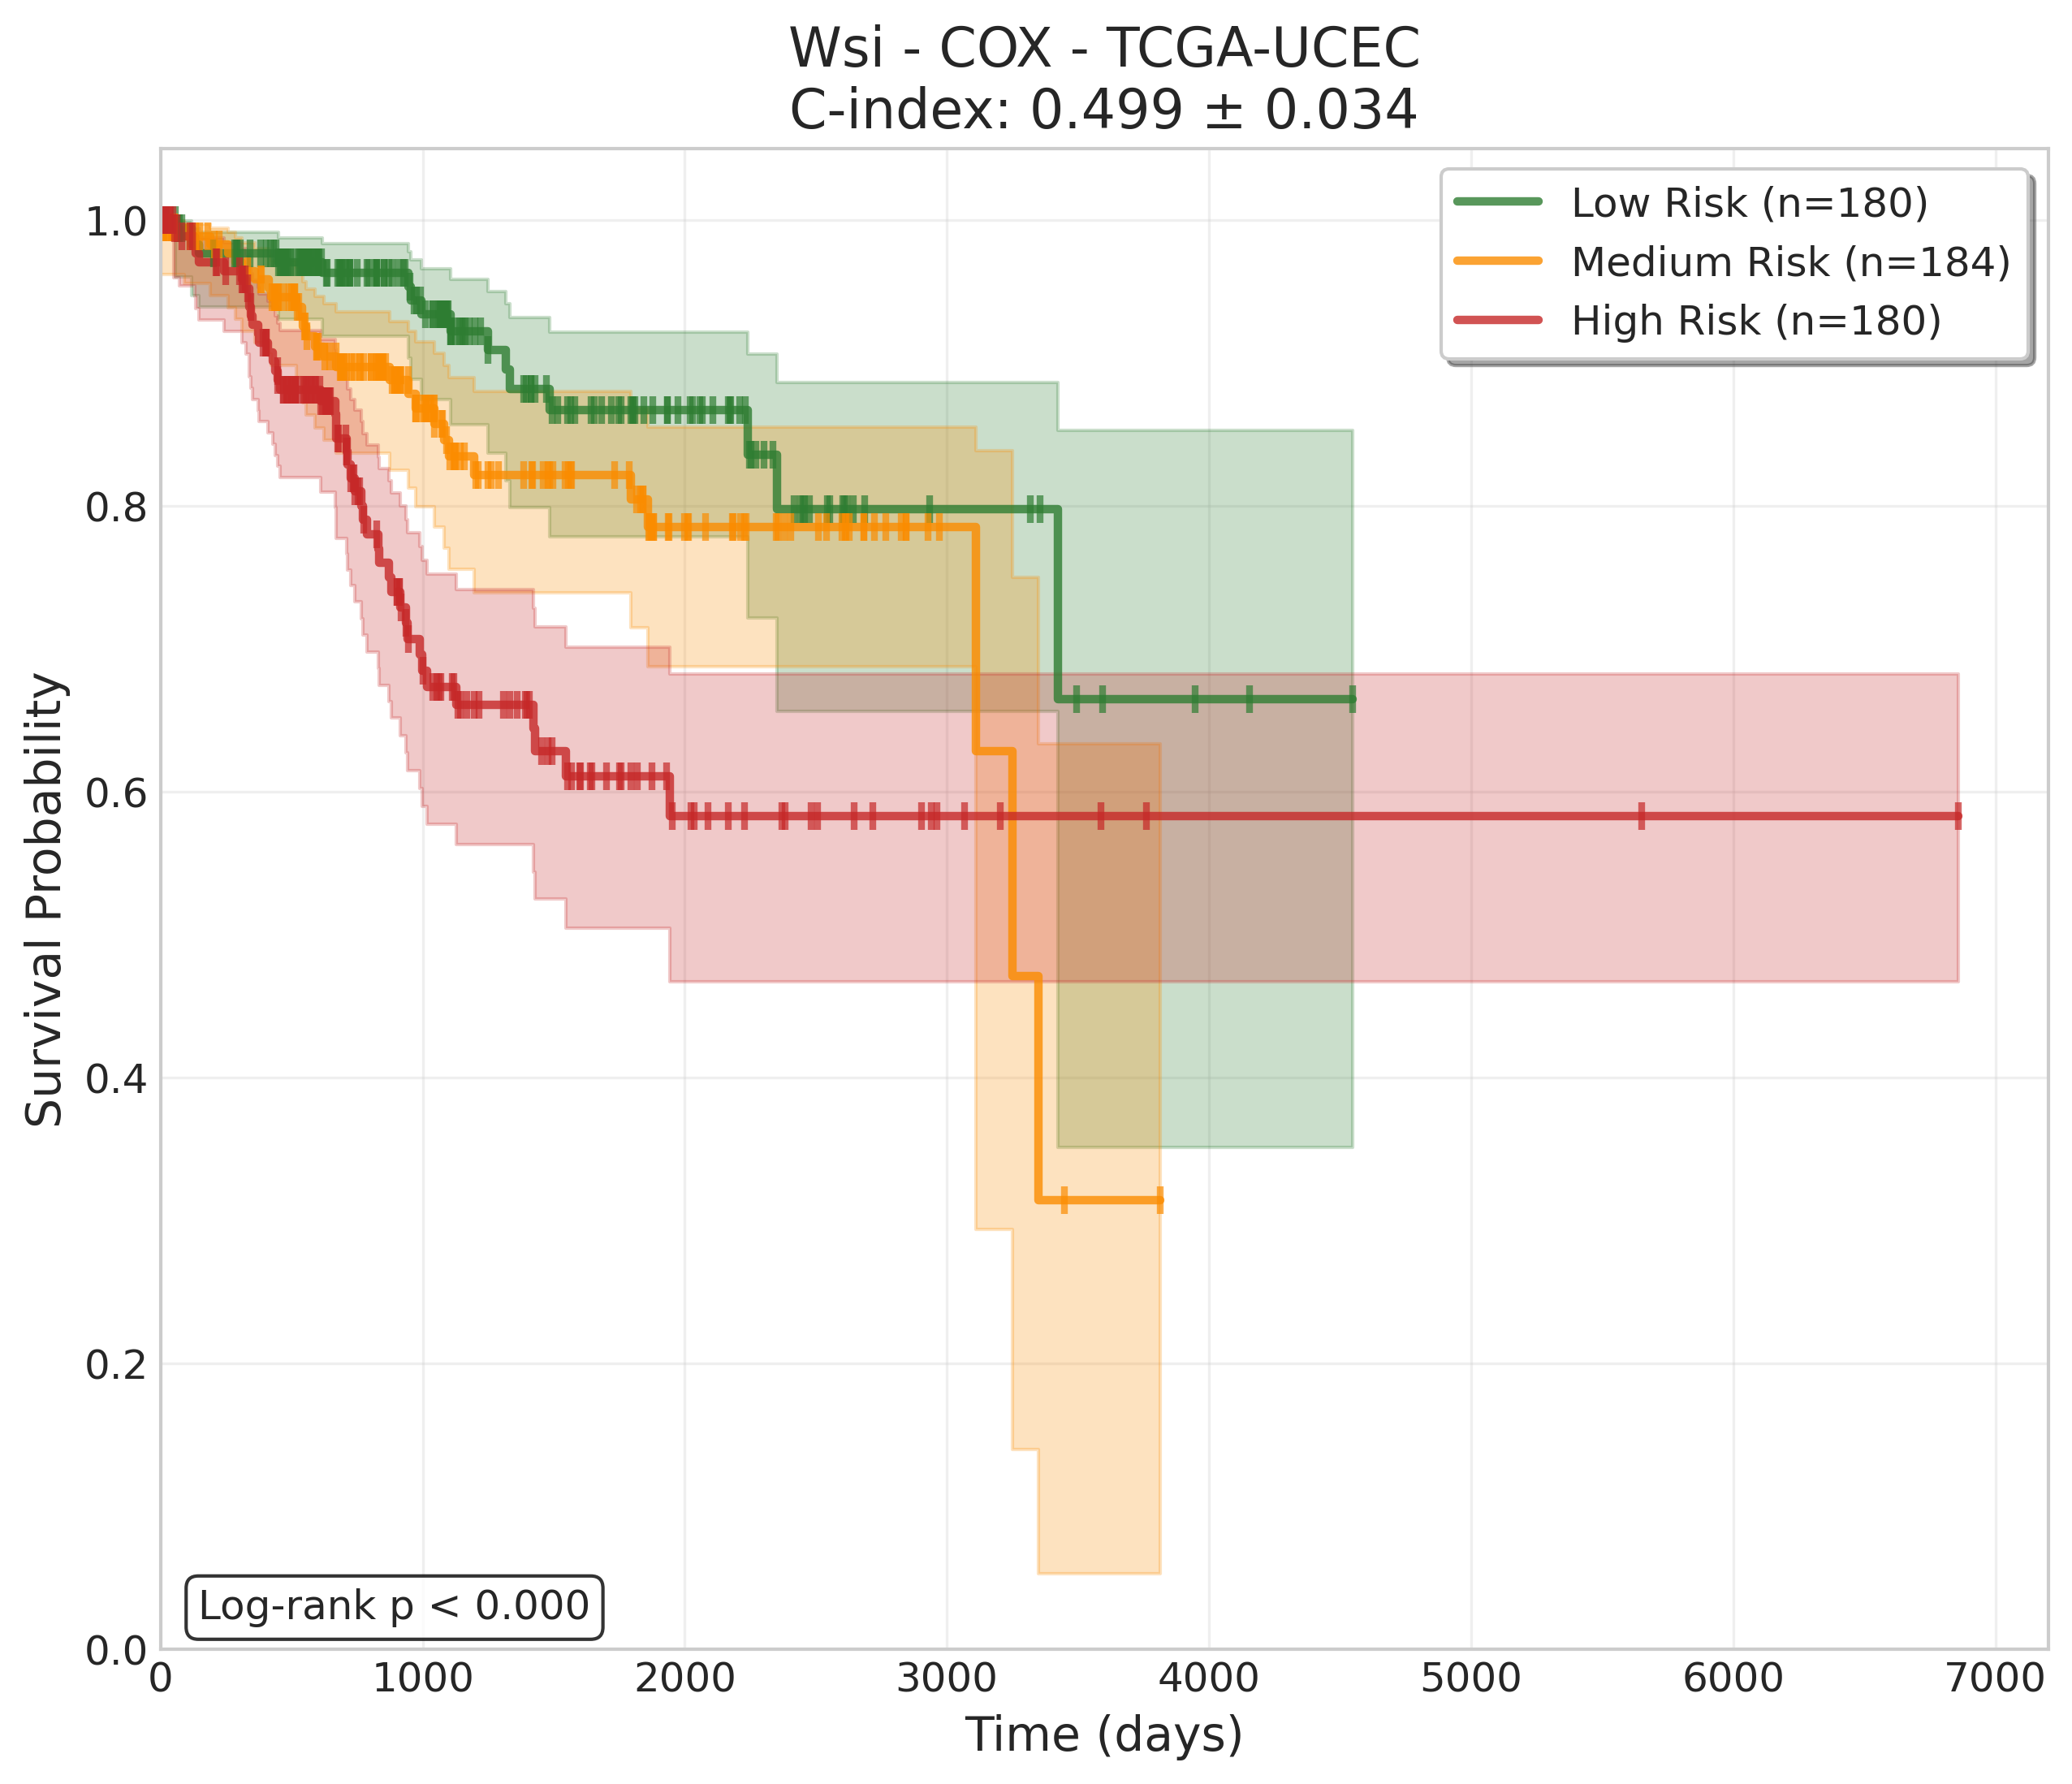 Wsi - COX - TCGA-UCEC
C-index: 0.499 ± 0.034
Low Risk (n=180)
Medium Risk (n=184)
High Risk (n=180)
Survival Probability
1.0
0.8
0.6
0.4
0.2
0.0
Log-rank p < 0.000
0 1000 2000 3000 4000 5000 6000 7000
Time (days)